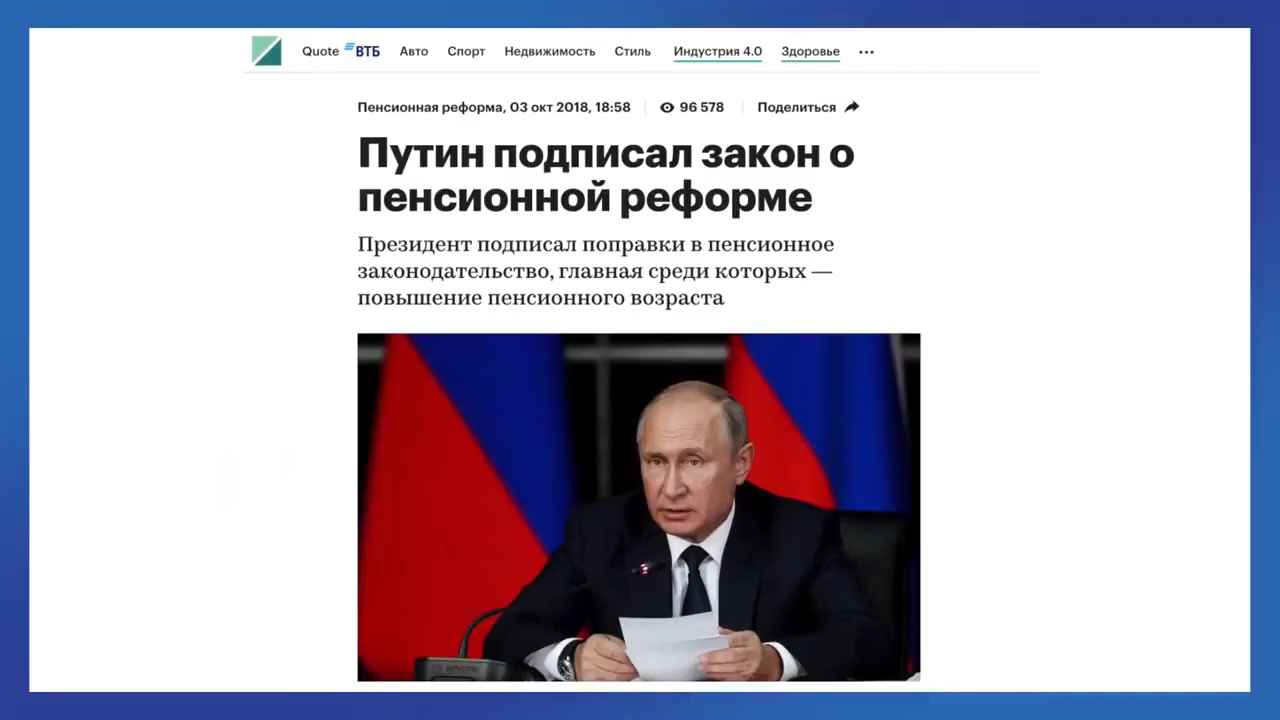 Quote ВТБ Авто Спорт Недвижимость Стиль Индустрия 4.0 Здоровье ...
Пенсионная реформа, 03 окт 2018, 18:58 96 578 Поделиться
Путин подписал закон о
пенсионной реформе
Президент подписал поправки в пенсионное
законодательство, главная среди которых —
повышение пенсионного возраста